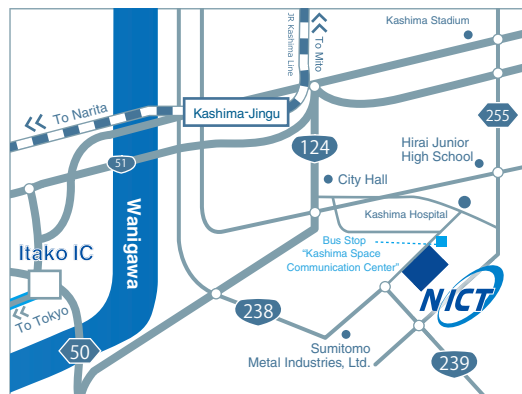 Kashima Stadium
To Mito
JR Kashima Line
To Narita
Kashima-Jingu
255
51
124
Hirai Junior
High School
City Hall
Wanigawa
Kashima Hospital
Bus Stop
"Kashima Space
Communication Center"
Itako IC
NICT
To Tokyo
238
50
Sumitomo
Metal Industries, Ltd.
239